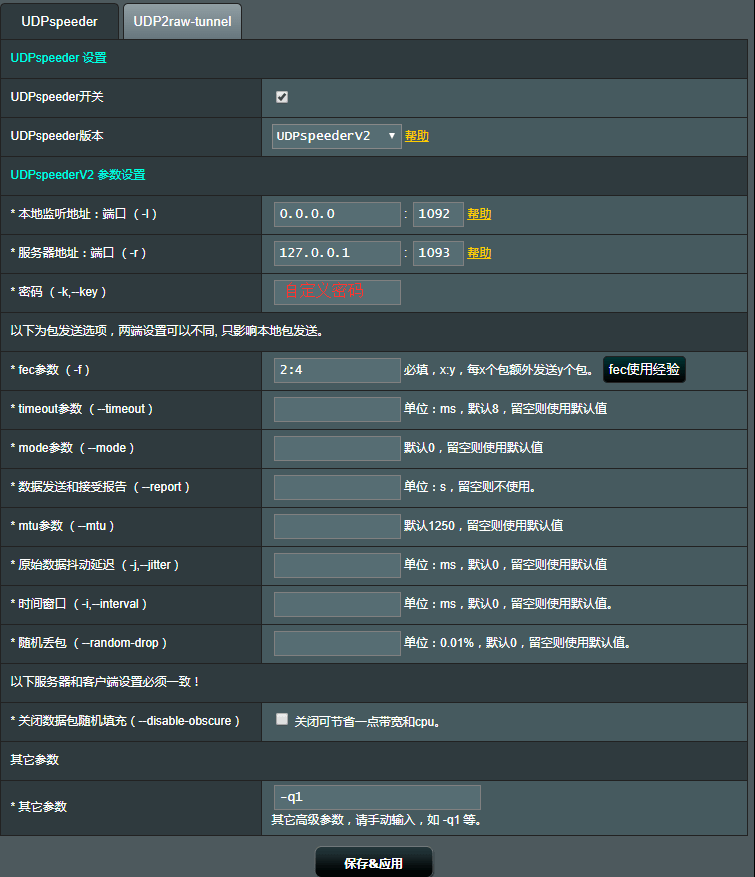 UDPspeeder UDP2raw-tunnel
UDPspeeder 设置
UDPspeeder开关
UDPspeeder版本 UDPspeederV2 帮助
UDPspeederV2 参数设置
* 本地监听地址：端口 （-l） 0.0.0.0 : 1092 帮助
* 服务器地址：端口 （-r） 127.0.0.1 : 1093 帮助
* 密码 （-k,--key） 自定义密码
以下为包发送选项，两端设置可以不同, 只影响本地包发送。
* fec参数 （-f） 2:4 必填，x:y，每x个包额外发送y个包。 fec使用经验
* timeout参数 （--timeout） 单位：ms，默认8，留空则使用默认值
* mode参数 （--mode） 默认0，留空则使用默认值
* 数据发送和接受报告 （--report） 单位：s，留空则不使用。
* mtu参数 （--mtu） 默认1250，留空则使用默认值
* 原始数据抖动延迟 （-j,--jitter） 单位：ms，默认0，留空则使用默认值
* 时间窗口 （-i,--interval） 单位：ms，默认0，留空则使用默认值。
* 随机丢包 （--random-drop） 单位：0.01%，默认0，留空则使用默认值。
以下服务器和客户端设置必须一致！
* 关闭数据包随机填充（--disable-obscure） 关闭可节省一点带宽和cpu。
其它参数
* 其它参数 -q1
其它高级参数，请手动输入，如 -q1 等。
保存&应用